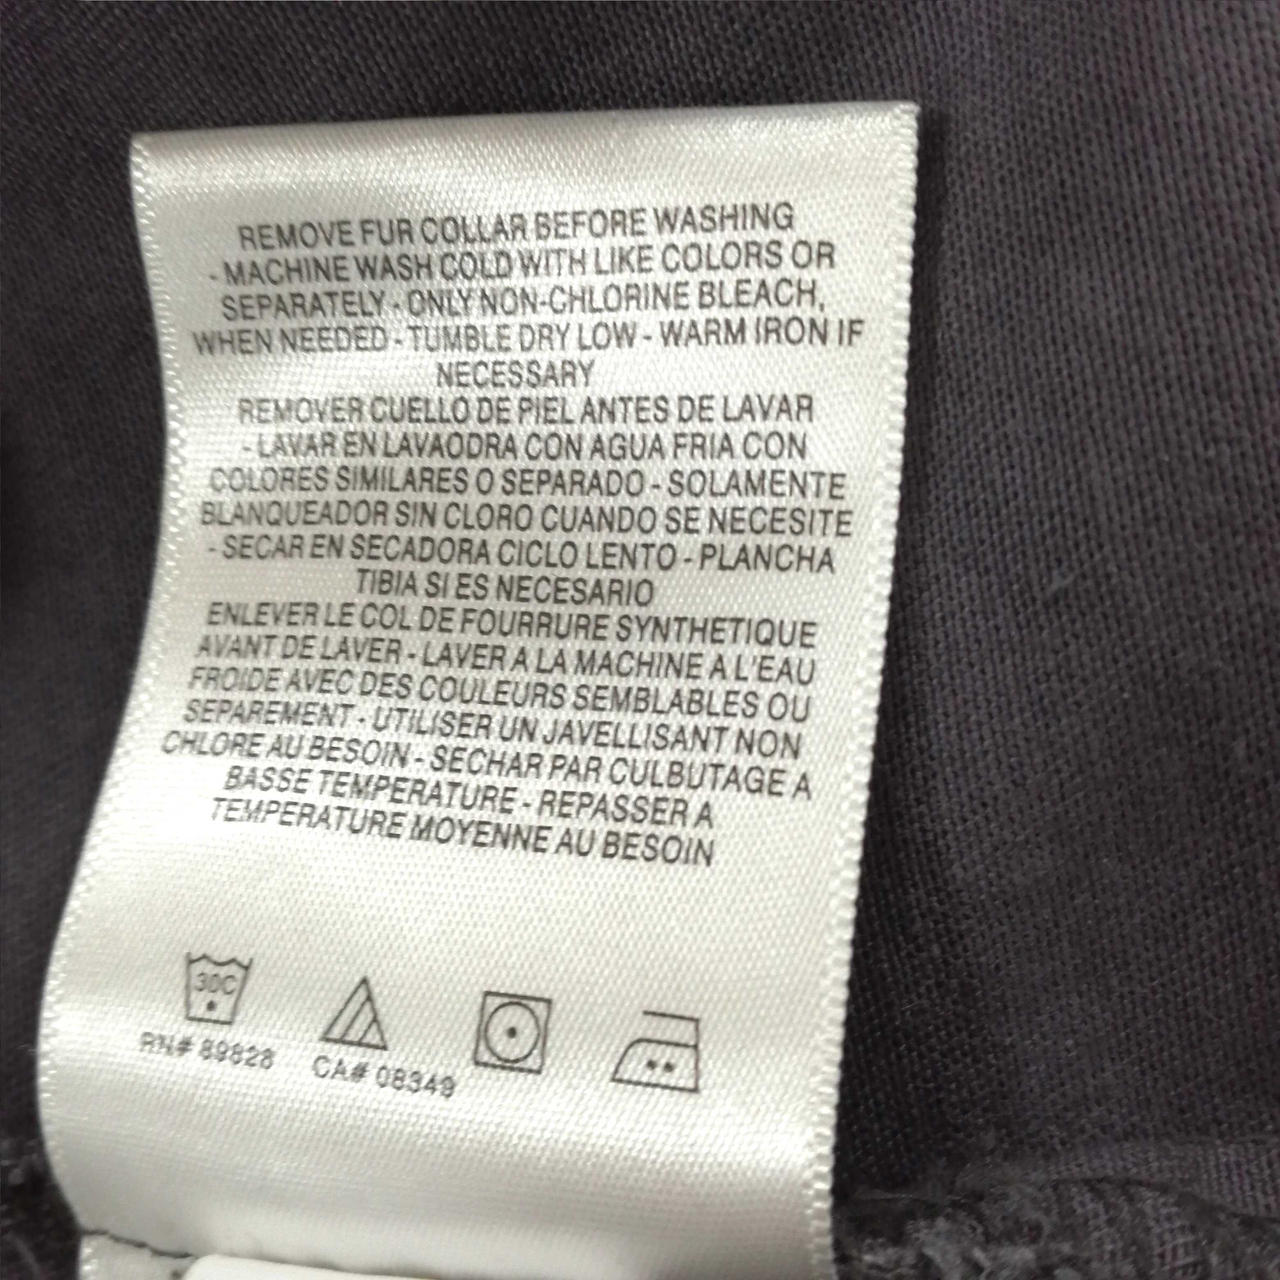 REMOVE FUR COLLAR BEFORE WASHING
- MACHINE WASH COLD WITH LIKE COLORS OR
SEPARATELY - ONLY NON-CHLORINE BLEACH,
WHEN NEEDED - TUMBLE DRY LOW - WARM IRON IF
NECESSARY
REMOVER CUELLO DE PIEL ANTES DE LAVAR
- LAVAR EN LAVAODRA CON AGUA FRIA CON
COLORES SIMILARES O SEPARADO - SOLAMENTE
BLANQUEADOR SIN CLORO CUANDO SE NECESITE
- SECAR EN SECADORA CICLO LENTO - PLANCHA
TIBIA SI ES NECESARIO
ENLEVER LE COL DE FOURRURE SYNTHETIQUE
AVANT DE LAVER - LAVER A LA MACHINE A L'EAU
FROIDE AVEC DES COULEURS SEMBLABLES OU
SEPAREMENT - UTILISER UN JAVELLISANT NON
CHLORE AU BESOIN - SECHAR PAR CULBUTAGE A
BASSE TEMPERATURE - REPASSER A
TEMPERATURE MOYENNE AU BESOIN
30C
RN# 89828 CA# 08349